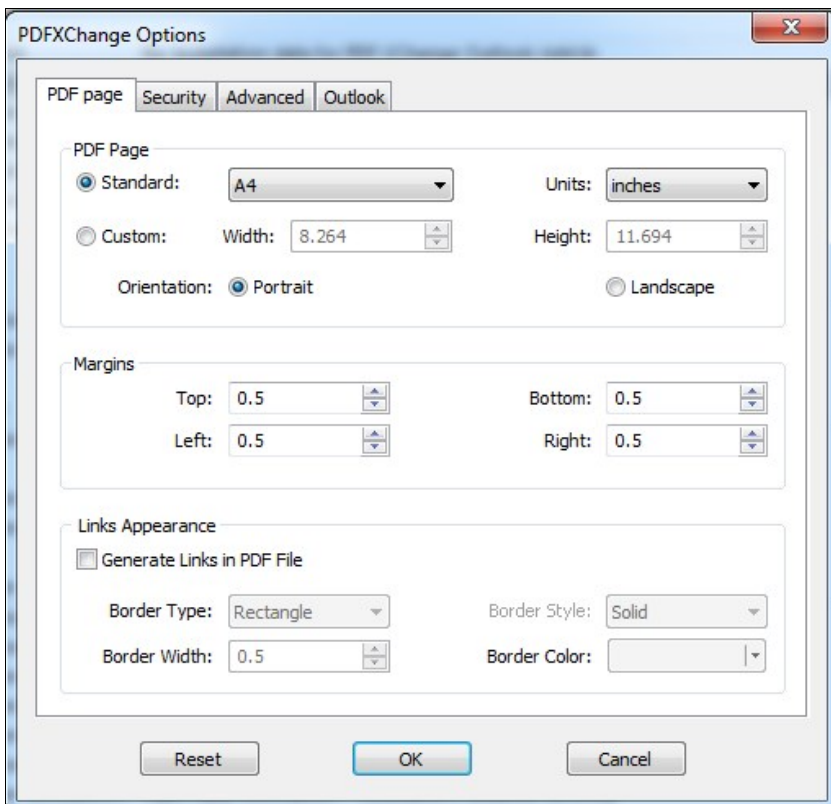 PDFXChange Options
PDF page Security Advanced Outlook
PDF Page
Standard: A4 Units: inches
Custom: Width: 8.264 Height: 11.694
Orientation: Portrait Landscape
Margins
Top: 0.5 Bottom: 0.5
Left: 0.5 Right: 0.5
Links Appearance
Generate Links in PDF File
Border Type: Rectangle Border Style: Solid
Border Width: 0.5 Border Color:
Reset OK Cancel